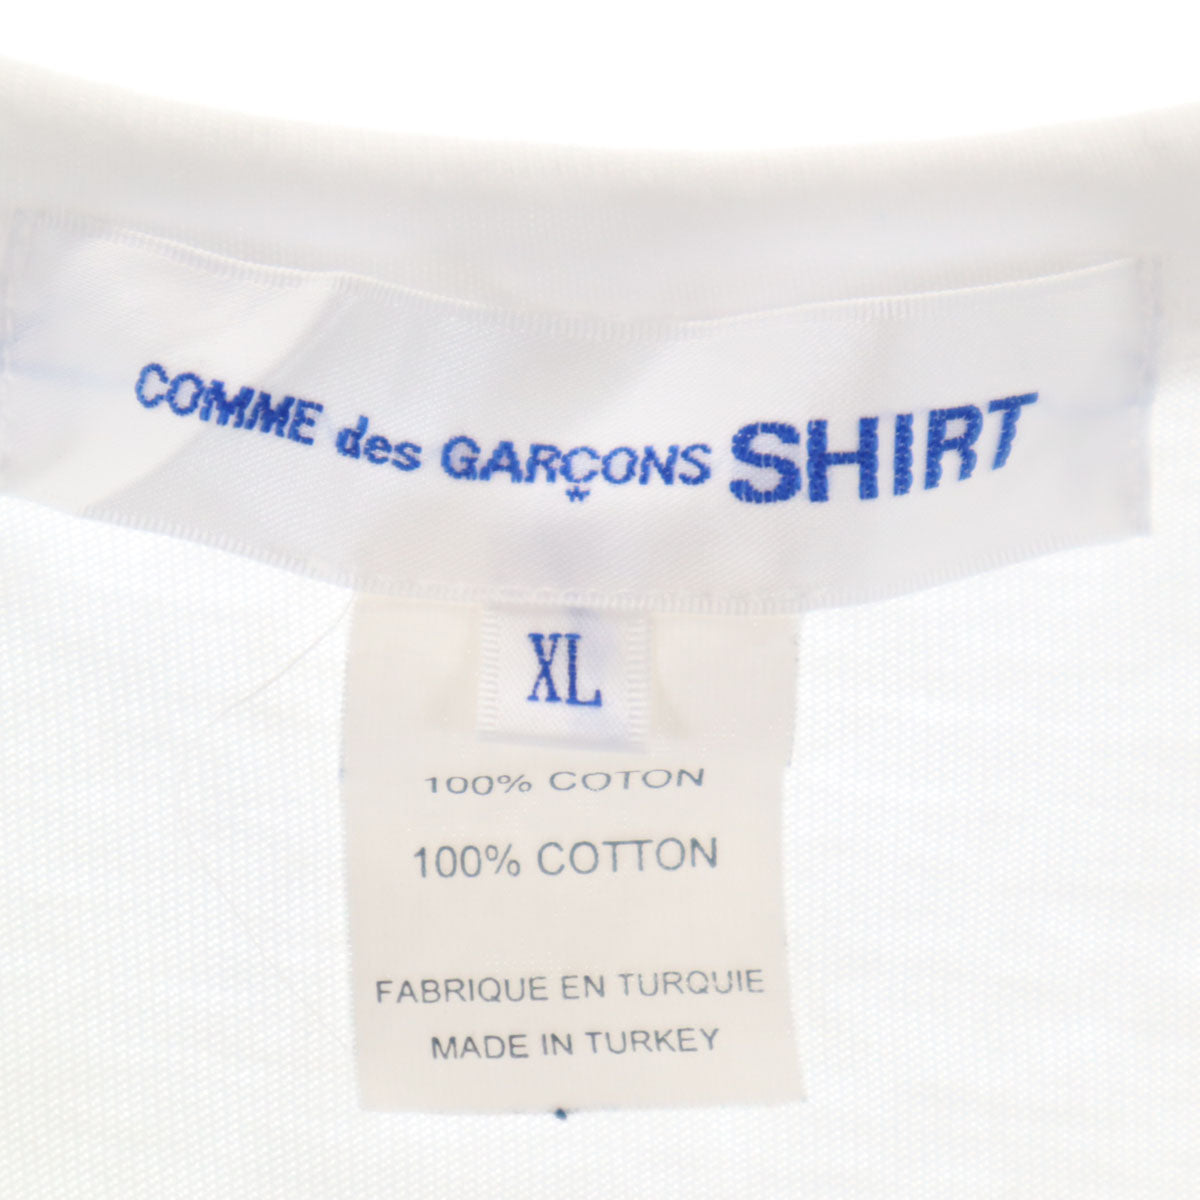 COMME des GARÇONS SHIRT
XL
100% COTON
100% COTTON
FABRIQUE EN TURQUIE
MADE IN TURKEY